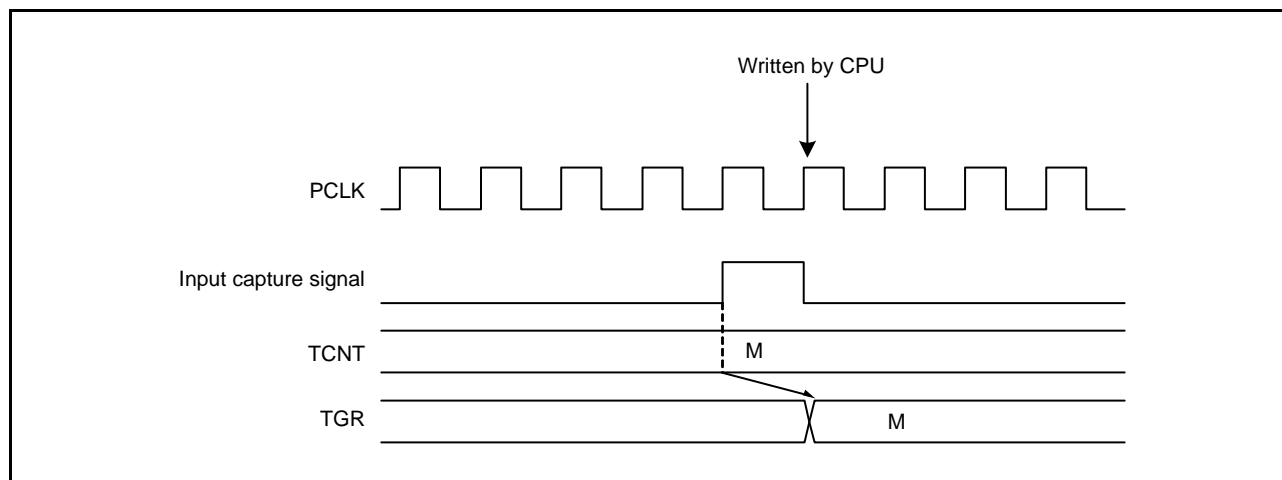 Written by CPU
PCLK
Input capture signal
TCNT
M
TGR
M